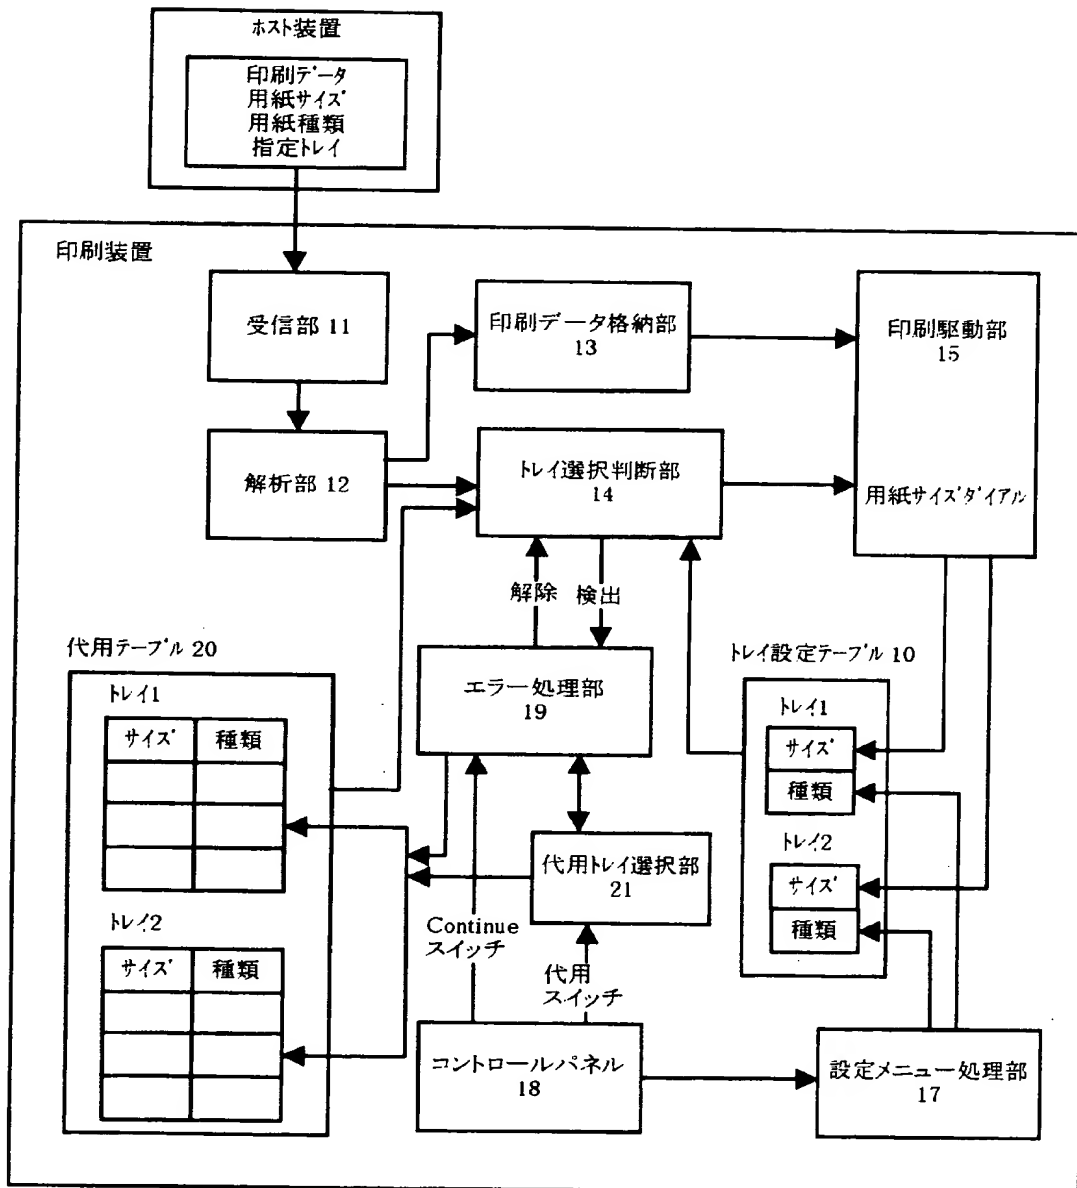 ホスト装置
印刷データ
用紙サイズ
用紙種類
指定トレイ
印刷装置
受信部 11
印刷データ格納部
13
印刷駆動部
15
用紙サイズダイアル
解析部 12
トレイ選択判断部
14
解除
検出
代用テーブル 20
トレイ1
サイズ
種類
エラー処理部
19
トレイ設定テーブル 10
トレイ1
サイズ
種類
トレイ2
サイズ
種類
代用トレイ選択部
21
トレイ2
サイズ
種類
Continue
スイッチ
代用
スイッチ
コントロールパネル
18
設定メニュー処理部
17